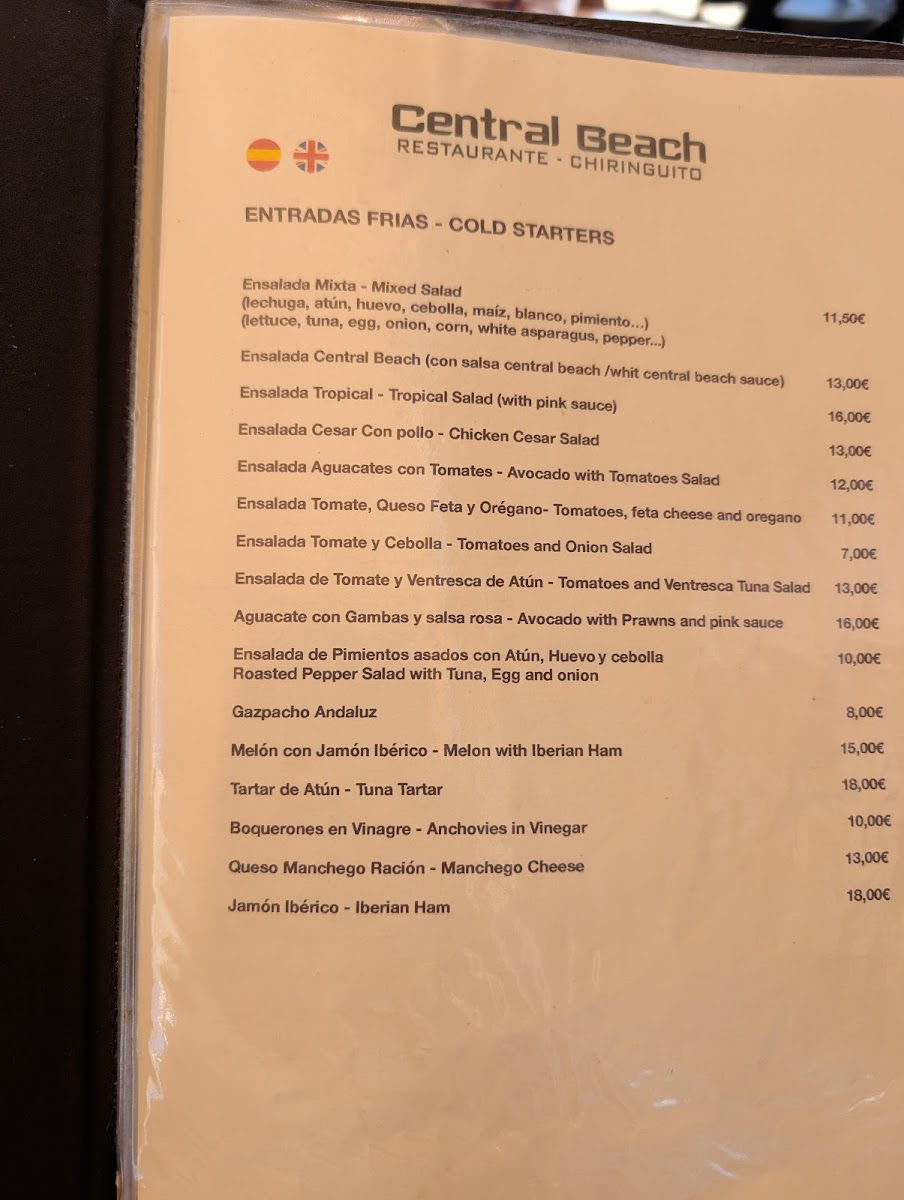 Central Beach
RESTAURANTE - CHIRINGUITO
ENTRADAS FRIAS - COLD STARTERS
Ensalada Mixta - Mixed Salad
(lechuga, atún, huevo, cebolla, maíz, blanco, pimiento...)
(lettuce, tuna, egg, onion, corn, white asparagus, pepper...) 11,50€
Ensalada Central Beach (con salsa central beach /whit central beach sauce) 13,00€
Ensalada Tropical - Tropical Salad (with pink sauce) 16,00€
Ensalada Cesar Con pollo - Chicken Cesar Salad 13,00€
Ensalada Aguacates con Tomates - Avocado with Tomatoes Salad 12,00€
Ensalada Tomate, Queso Feta y Orégano- Tomatoes, feta cheese and oregano 11,00€
Ensalada Tomate y Cebolla - Tomatoes and Onion Salad 7,00€
Ensalada de Tomate y Ventresca de Atún - Tomatoes and Ventresca Tuna Salad 13,00€
Aguacate con Gambas y salsa rosa - Avocado with Prawns and pink sauce 16,00€
Ensalada de Pimientos asados con Atún, Huevo y cebolla 10,00€
Roasted Pepper Salad with Tuna, Egg and onion
Gazpacho Andaluz 8,00€
Melón con Jamón Ibérico - Melon with Iberian Ham 15,00€
Tartar de Atún - Tuna Tartar 18,00€
Boquerones en Vinagre - Anchovies in Vinegar 10,00€
Queso Manchego Ración - Manchego Cheese 13,00€
Jamón Ibérico - Iberian Ham 18,00€